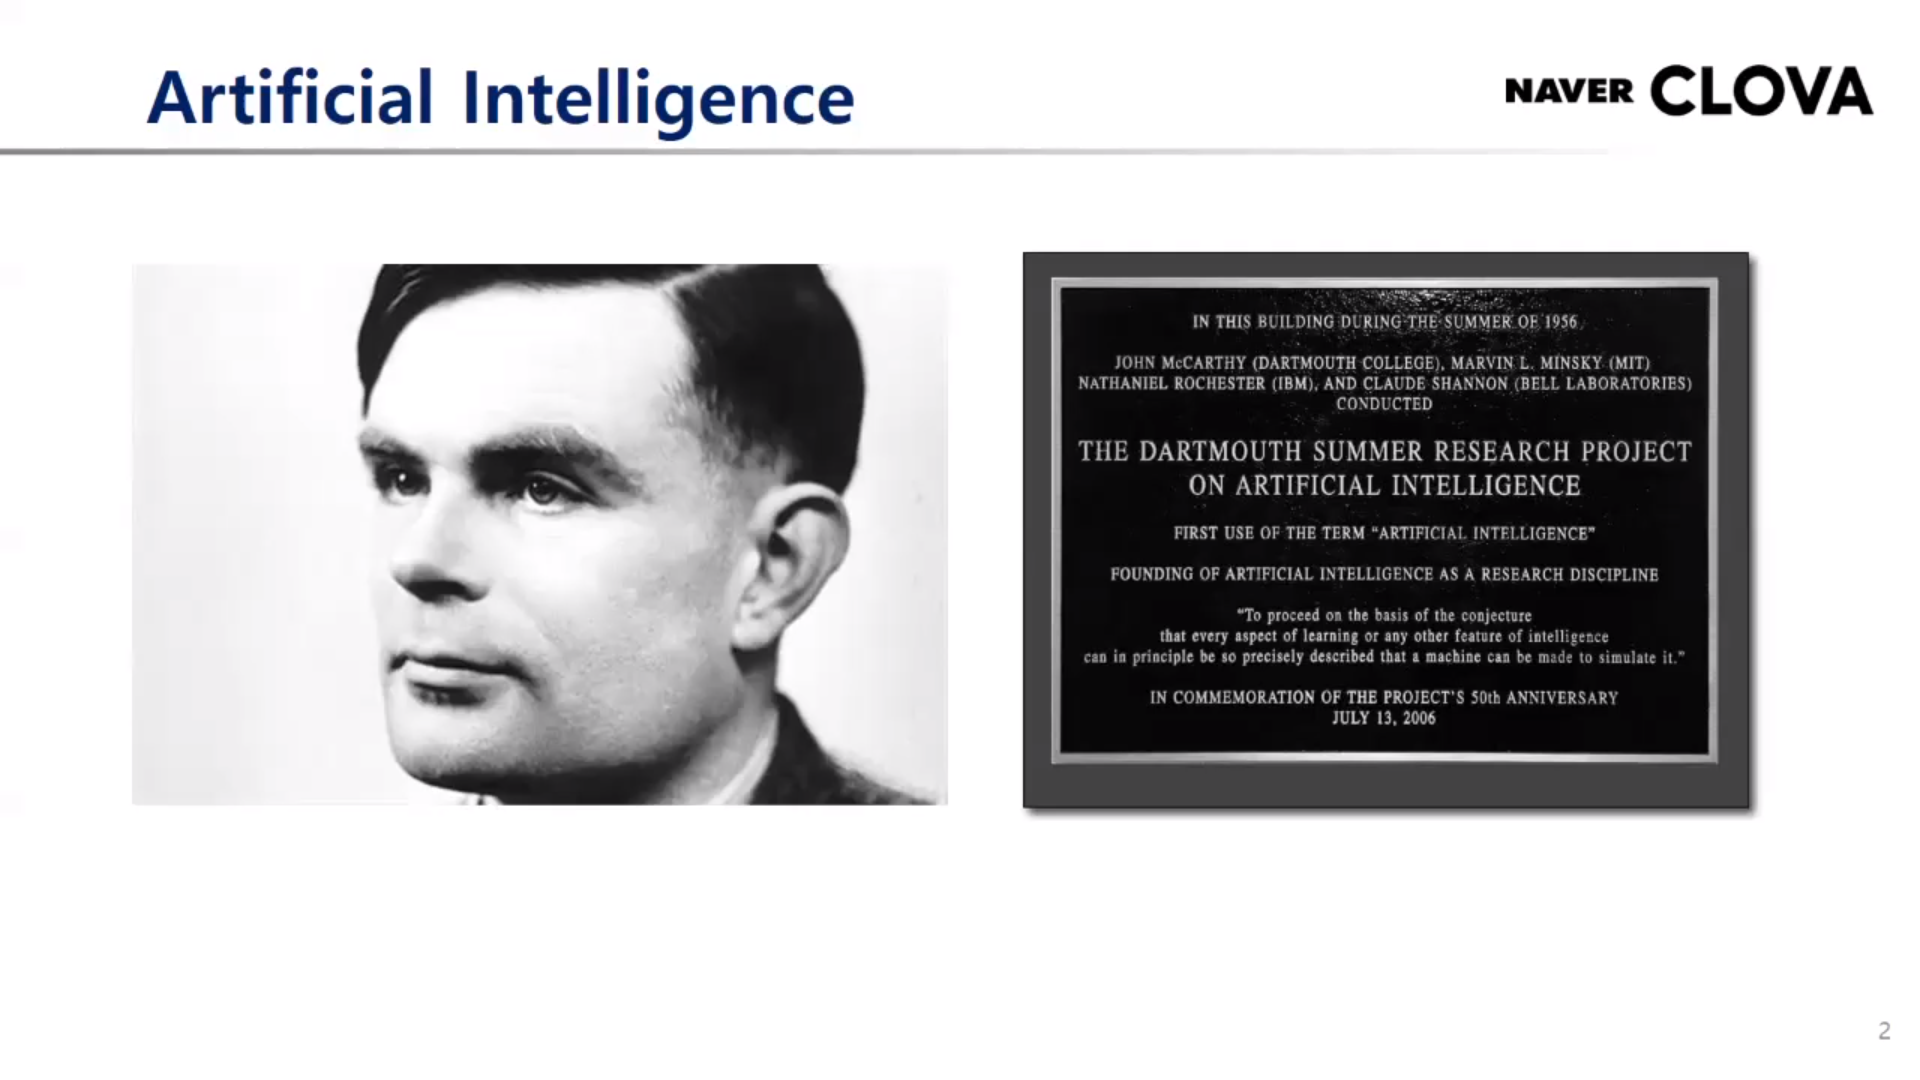 Artificial Intelligence
NAVER CLOVA
IN THIS BUILDING DURING THE SUMMER OF 1956
JOHN McCARTHY (DARTMOUTH COLLEGE), MARVIN L. MINSKY (MIT)
NATHANIEL ROCHESTER (IBM), AND CLAUDE SHANNON (BELL LABORATORIES)
CONDUCTED
THE DARTMOUTH SUMMER RESEARCH PROJECT
ON ARTIFICIAL INTELLIGENCE
FIRST USE OF THE TERM “ARTIFICIAL INTELLIGENCE”
FOUNDING OF ARTIFICIAL INTELLIGENCE AS A RESEARCH DISCIPLINE
“To proceed on the basis of the conjecture
that every aspect of learning or any other feature of intelligence
can in principle be so precisely described that a machine can be made to simulate it.”
IN COMMEMORATION OF THE PROJECT'S 50th ANNIVERSARY
JULY 13, 2006
2